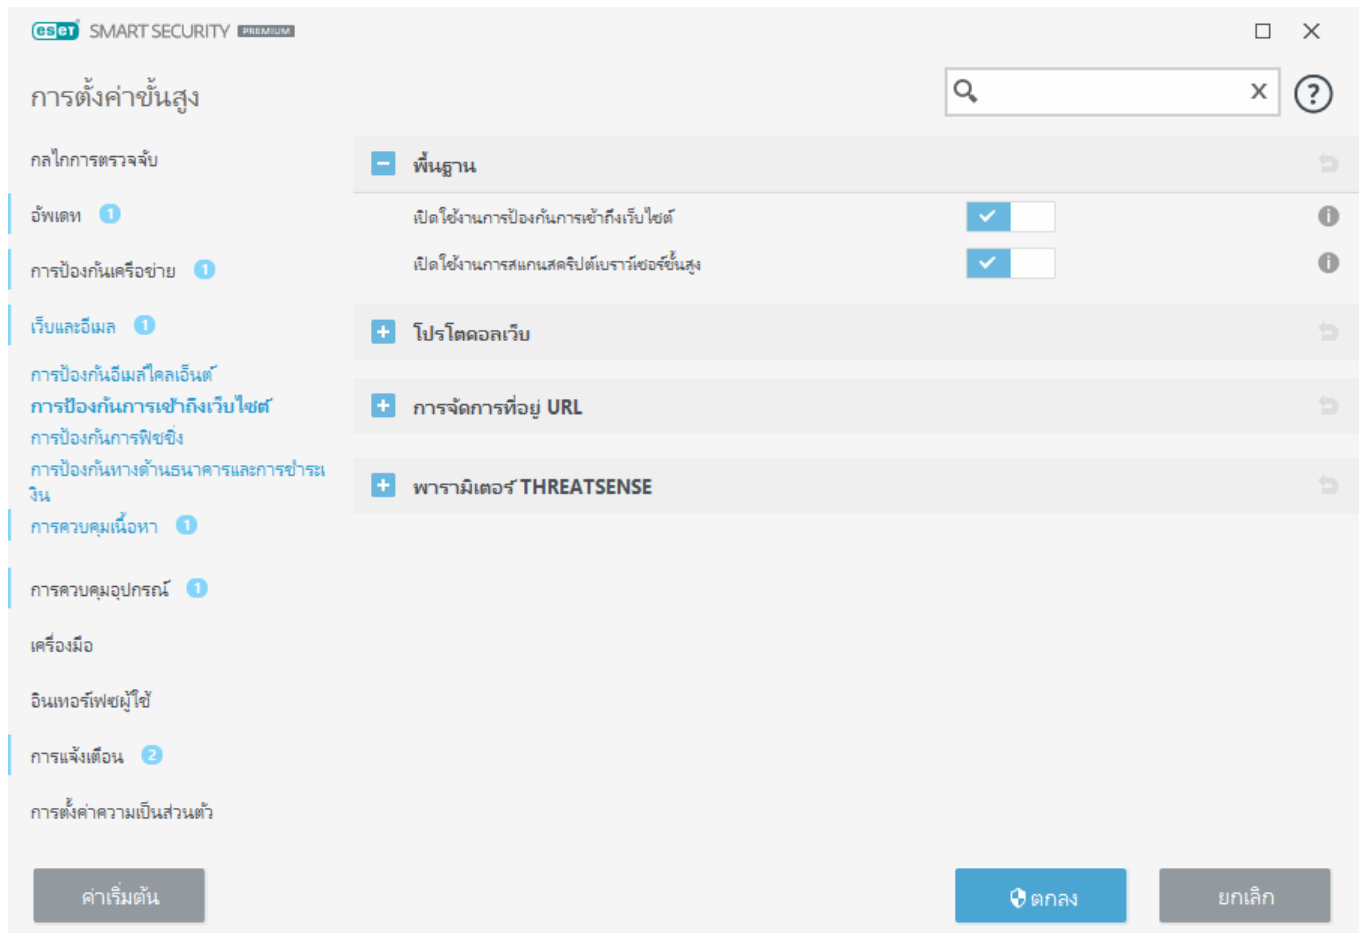 eset SMART SECURITY PREMIUM
การตั้งค่าขั้นสูง
X
?
กลไกการตรวจจับ
อัพเดท 1
การป้องกันเครือข่าย 1
เว็บและอีเมล 1
การป้องกันอีเมล์ไคลเอ็นต์
การป้องกันการเข้าถึงเว็บไซต์
การป้องกันการฟิชชิ่ง
การป้องกันทางด้านธนาคารและการชำระเ
งิน
การควบคุมเนื้อหา 1
การควบคุมอุปกรณ์ 1
เครื่องมือ
อินเทอร์เฟซผู้ใช้
การแจ้งเตือน 2
การตั้งค่าความเป็นส่วนตัว
พื้นฐาน
เปิดใช้งานการป้องกันการเข้าถึงเว็บไซต์
เปิดใช้งานการสแกนสคริปต์เบราว์เซอร์ขั้นสูง
โปรโตคอลเว็บ
การจัดการที่อยู่ URL
พารามิเตอร์ THREATSENSE
ค่าเริ่มต้น
ตกลง
ยกเลิก